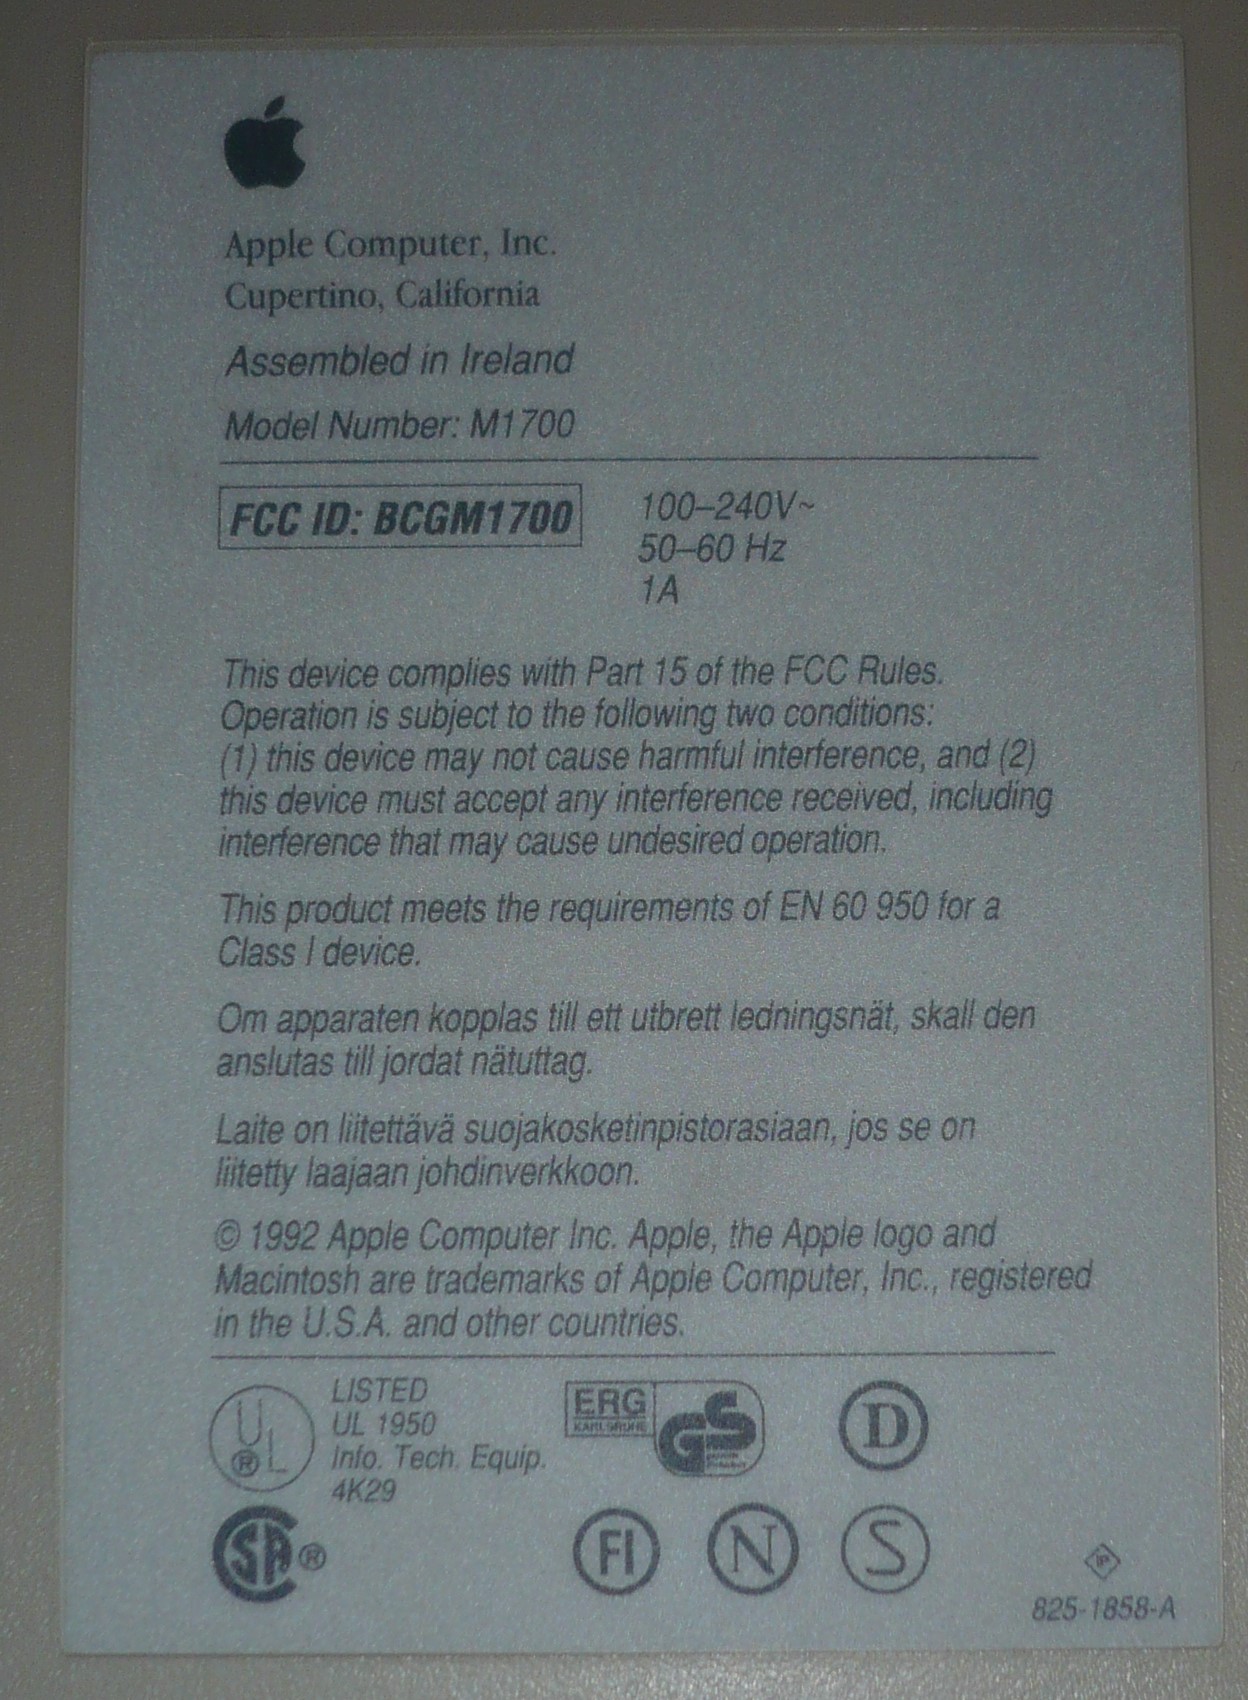 Apple Computer, Inc.
Cupertino, California
Assembled in Ireland
Model Number: M1700
FCC ID: BCGM1700
100–240V~
50–60 Hz
1A
This device complies with Part 15 of the FCC Rules.
Operation is subject to the following two conditions:
(1) this device may not cause harmful interference, and (2)
this device must accept any interference received, including
interference that may cause undesired operation.
This product meets the requirements of EN 60 950 for a
Class I device.
Om apparaten kopplas till ett utbrett ledningsnät, skall den
anslutas till jordat nätuttag.
Laite on liitettävä suojakosketinpistorasiaan, jos se on
liitetty laajaan johdinverkkoon.
© 1992 Apple Computer Inc. Apple, the Apple logo and
Macintosh are trademarks of Apple Computer, Inc., registered
in the U.S.A. and other countries.
UL ®
LISTED
UL 1950
Info. Tech. Equip.
4K29
ERG
KARLSRUHE
GS
D
SA ®
FI
N
S
IP
825-1858-A